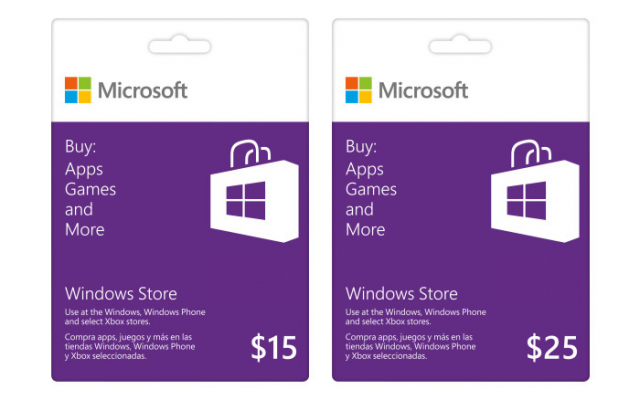 Microsoft
Buy:
Apps
Games
and
More
Windows Store
Use at the Windows, Windows Phone
and select Xbox stores.
Compra apps, juegos y más en las
tiendas Windows, Windows Phone
y Xbox seleccionadas.
$15
Microsoft
Buy:
Apps
Games
and
More
Windows Store
Use at the Windows, Windows Phone
and select Xbox stores.
Compra apps, juegos y más en las
tiendas Windows, Windows Phone
y Xbox seleccionadas.
$25